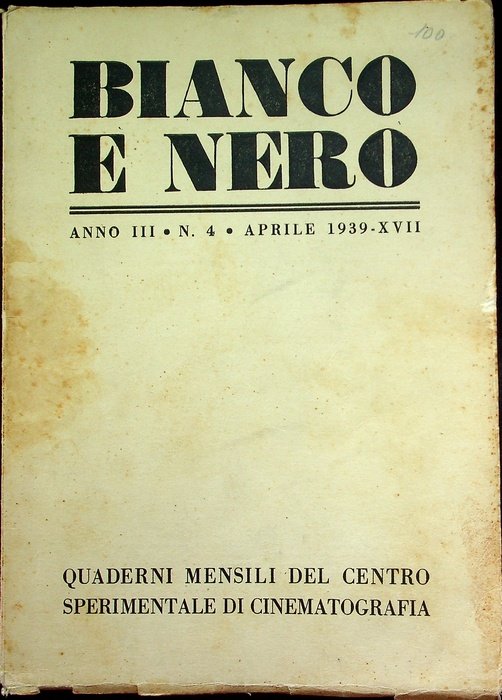 100
BIANCO
E NERO
ANNO III • N. 4 • APRILE 1939-XVII
QUADERNI MENSILI DEL CENTRO
SPERIMENTALE DI CINEMATOGRAFIA